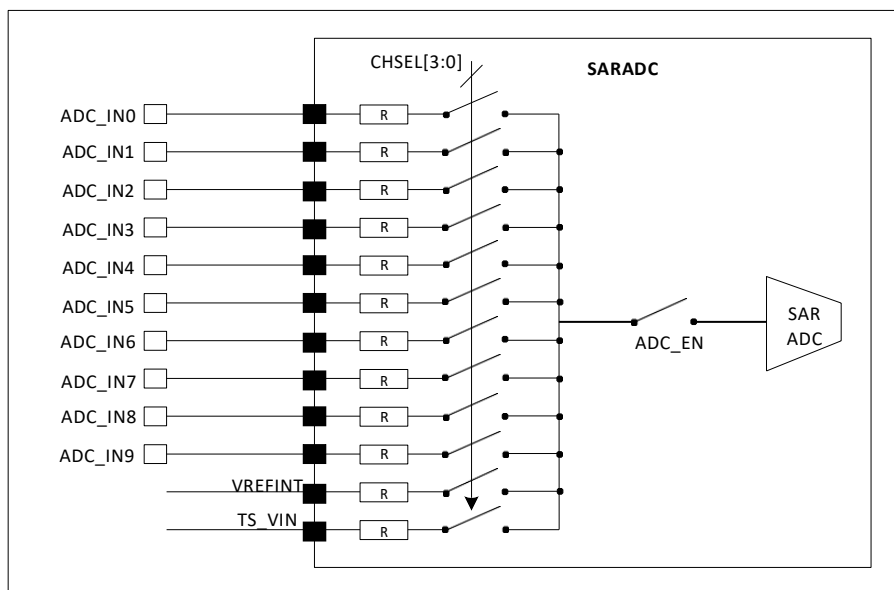 CHSEL[3:0]
SARADC
ADC_IN0
R
ADC_IN1
R
ADC_IN2
R
ADC_IN3
R
ADC_IN4
R
ADC_IN5
R
ADC_IN6
R
ADC_IN7
R
ADC_IN8
R
ADC_IN9
R
VREFINT
R
TS_VIN
R
ADC_EN
SAR
ADC